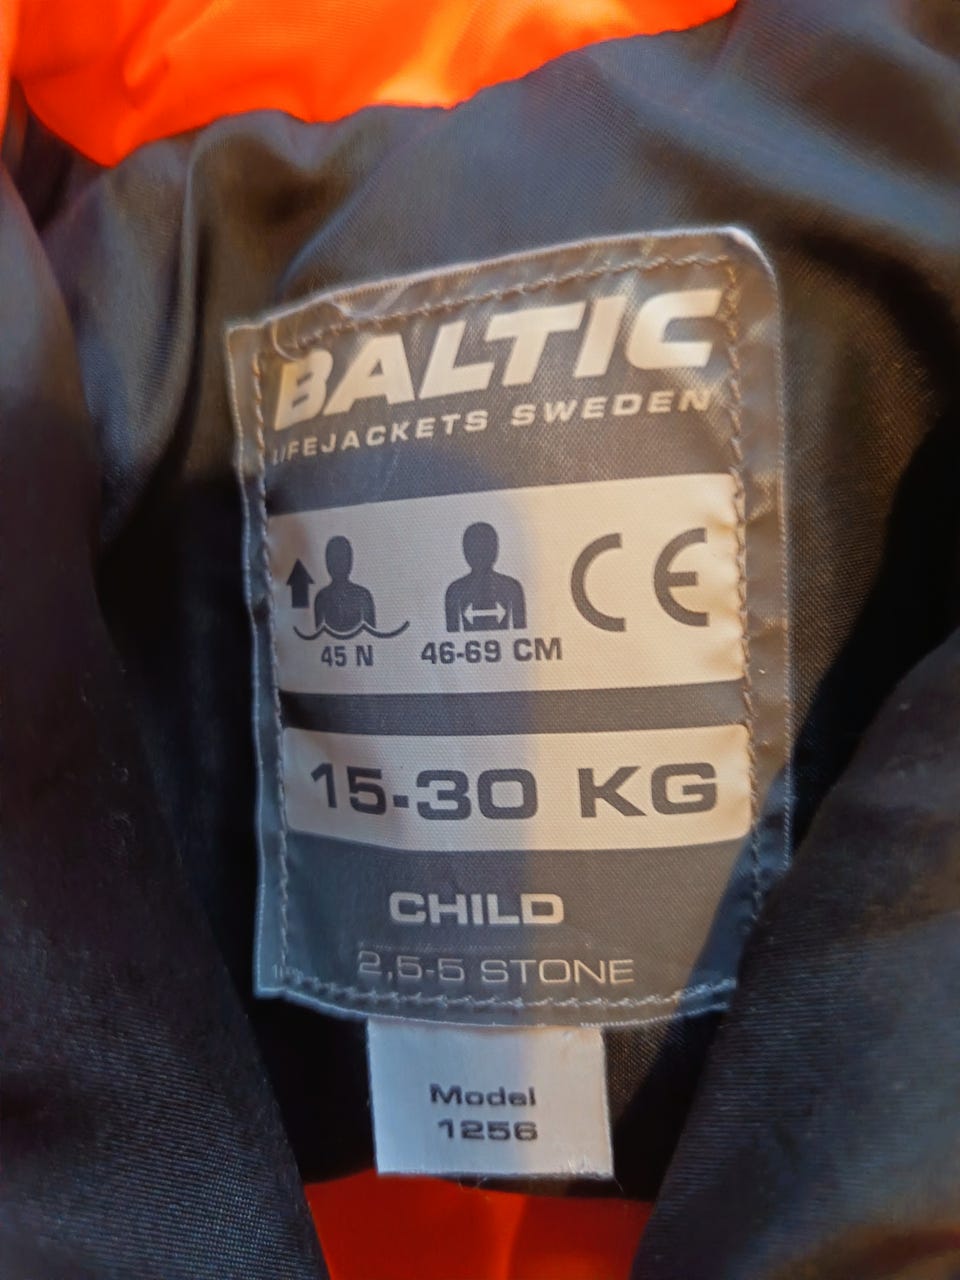 BALTIC
LIFEJACKETS SWEDEN
CE
45 N 46-69 CM
15-30 KG
CHILD
2,5-5 STONE
Model
1256